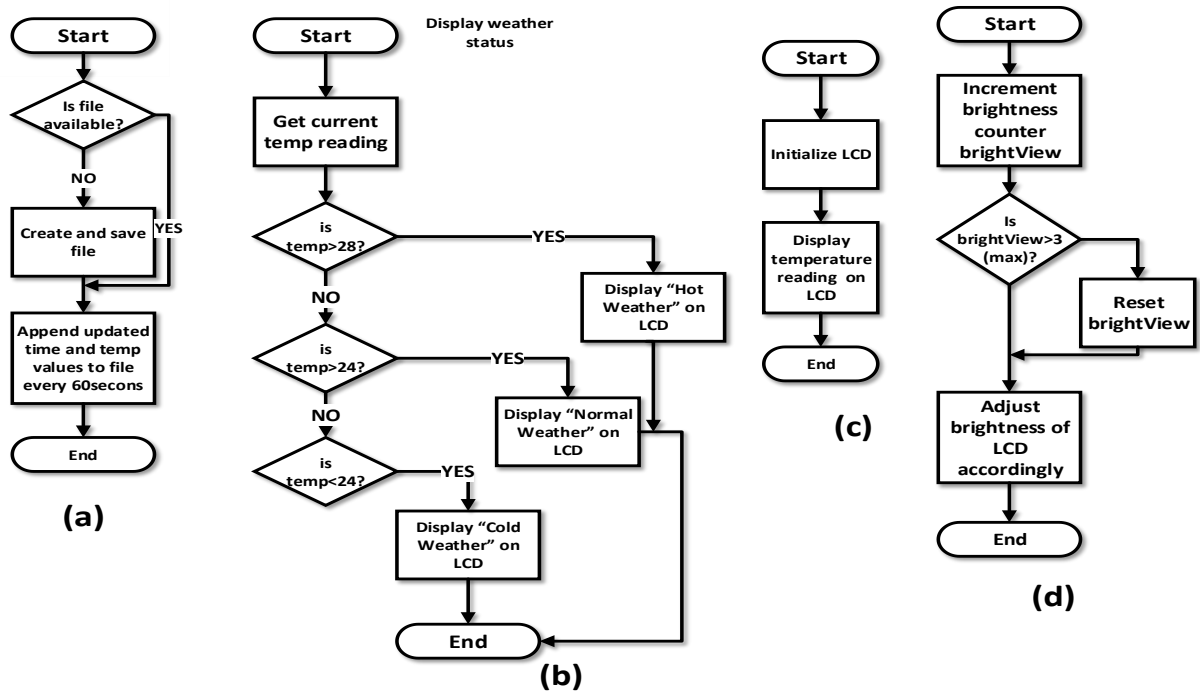 Start
Is file
available?
NO
YES
Create and save
file
Append updated
time and temp
values to file
every 60secons
End
(a)
Display weather
status
Start
Get current
temp reading
is
temp>28?
YES
NO
Display “Hot
Weather” on
LCD
is
temp>24?
YES
NO
Display “Normal
Weather” on
LCD
is
temp<24?
YES
Display “Cold
Weather” on
LCD
End
(b)
Start
Initialize LCD
Display
temperature
reading on
LCD
End
(c)
Start
Increment
brightness
counter
brightView
Is
brightView>3
(max)?
Reset
brightView
Adjust
brightness of
LCD
accordingly
End
(d)